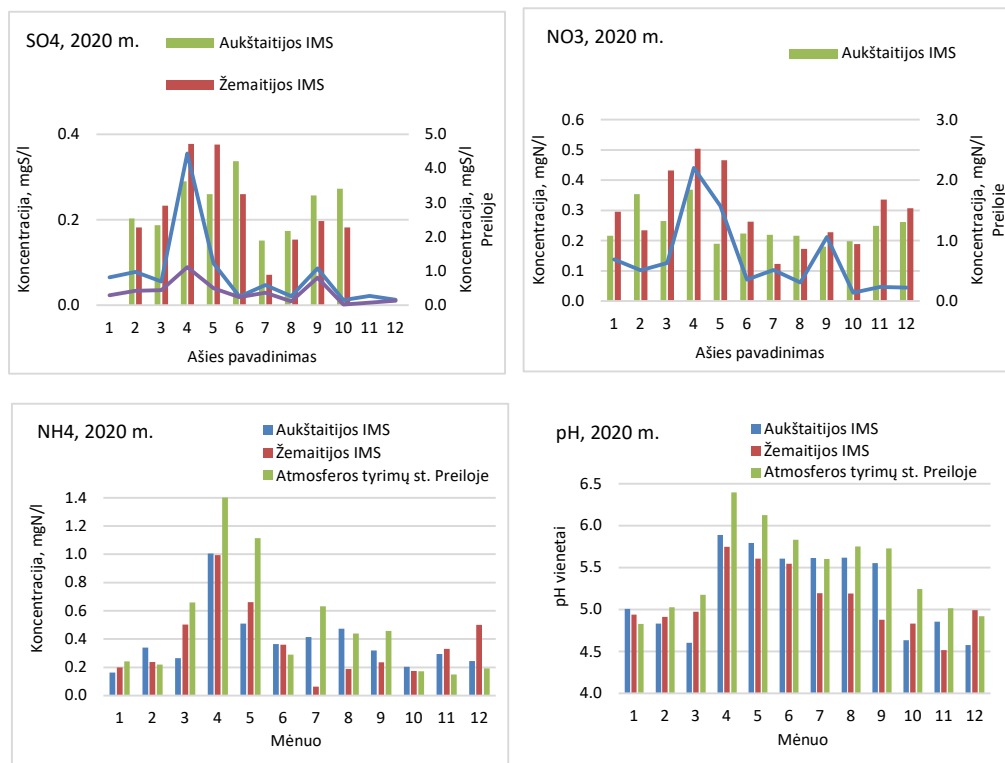 SO4, 2020 m.
Aukštaitijos IMS
Žemaitijos IMS
Koncentracija, mgS/l
0.4
0.2
0.0
5.0
4.0
3.0
2.0
1.0
0.0
Koncentracija, mgS/l
Preiloje
1 2 3 4 5 6 7 8 9 10 11 12
Ašies pavadinimas
NO3, 2020 m.
Aukštaitijos IMS
Koncentracija, mgN/l
0.6
0.5
0.4
0.3
0.2
0.1
0.0
3.0
2.0
1.0
0.0
Koncentracija, mgN/l
Preiloje
1 2 3 4 5 6 7 8 9 10 11 12
Ašies pavadinimas
NH4, 2020 m.
Aukštaitijos IMS
Žemaitijos IMS
Atmosferos tyrimų st. Preiloje
Koncentracija, mgN/l
1.4
1.2
1.0
0.8
0.6
0.4
0.2
0.0
1 2 3 4 5 6 7 8 9 10 11 12
Mėnuo
pH, 2020 m.
Aukštaitijos IMS
Žemaitijos IMS
Atmosferos tyrimų st. Preiloje
pH vienetai
6.5
6.0
5.5
5.0
4.5
4.0
1 2 3 4 5 6 7 8 9 10 11 12
Mėnuo